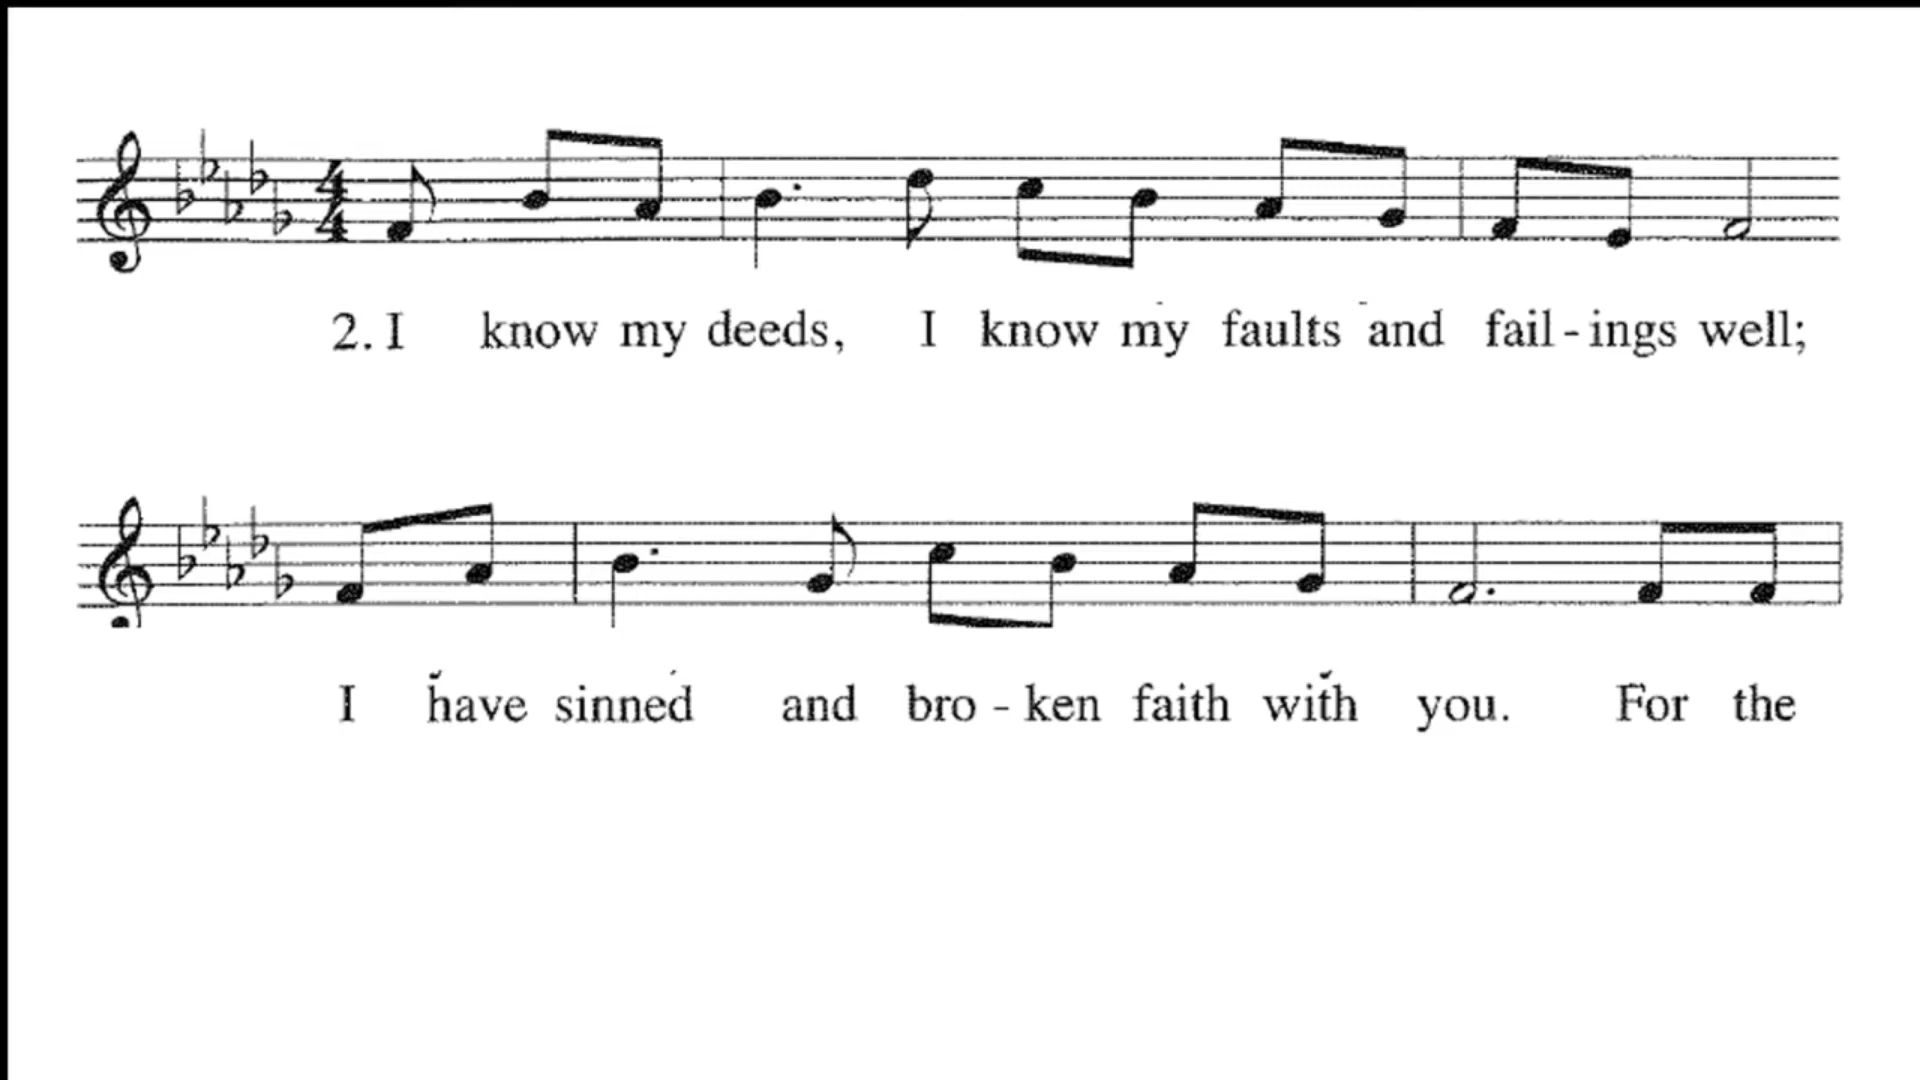 2. I know my deeds, I know my faults and fail-ings well;
I have sinned and bro-ken faith with you. For the